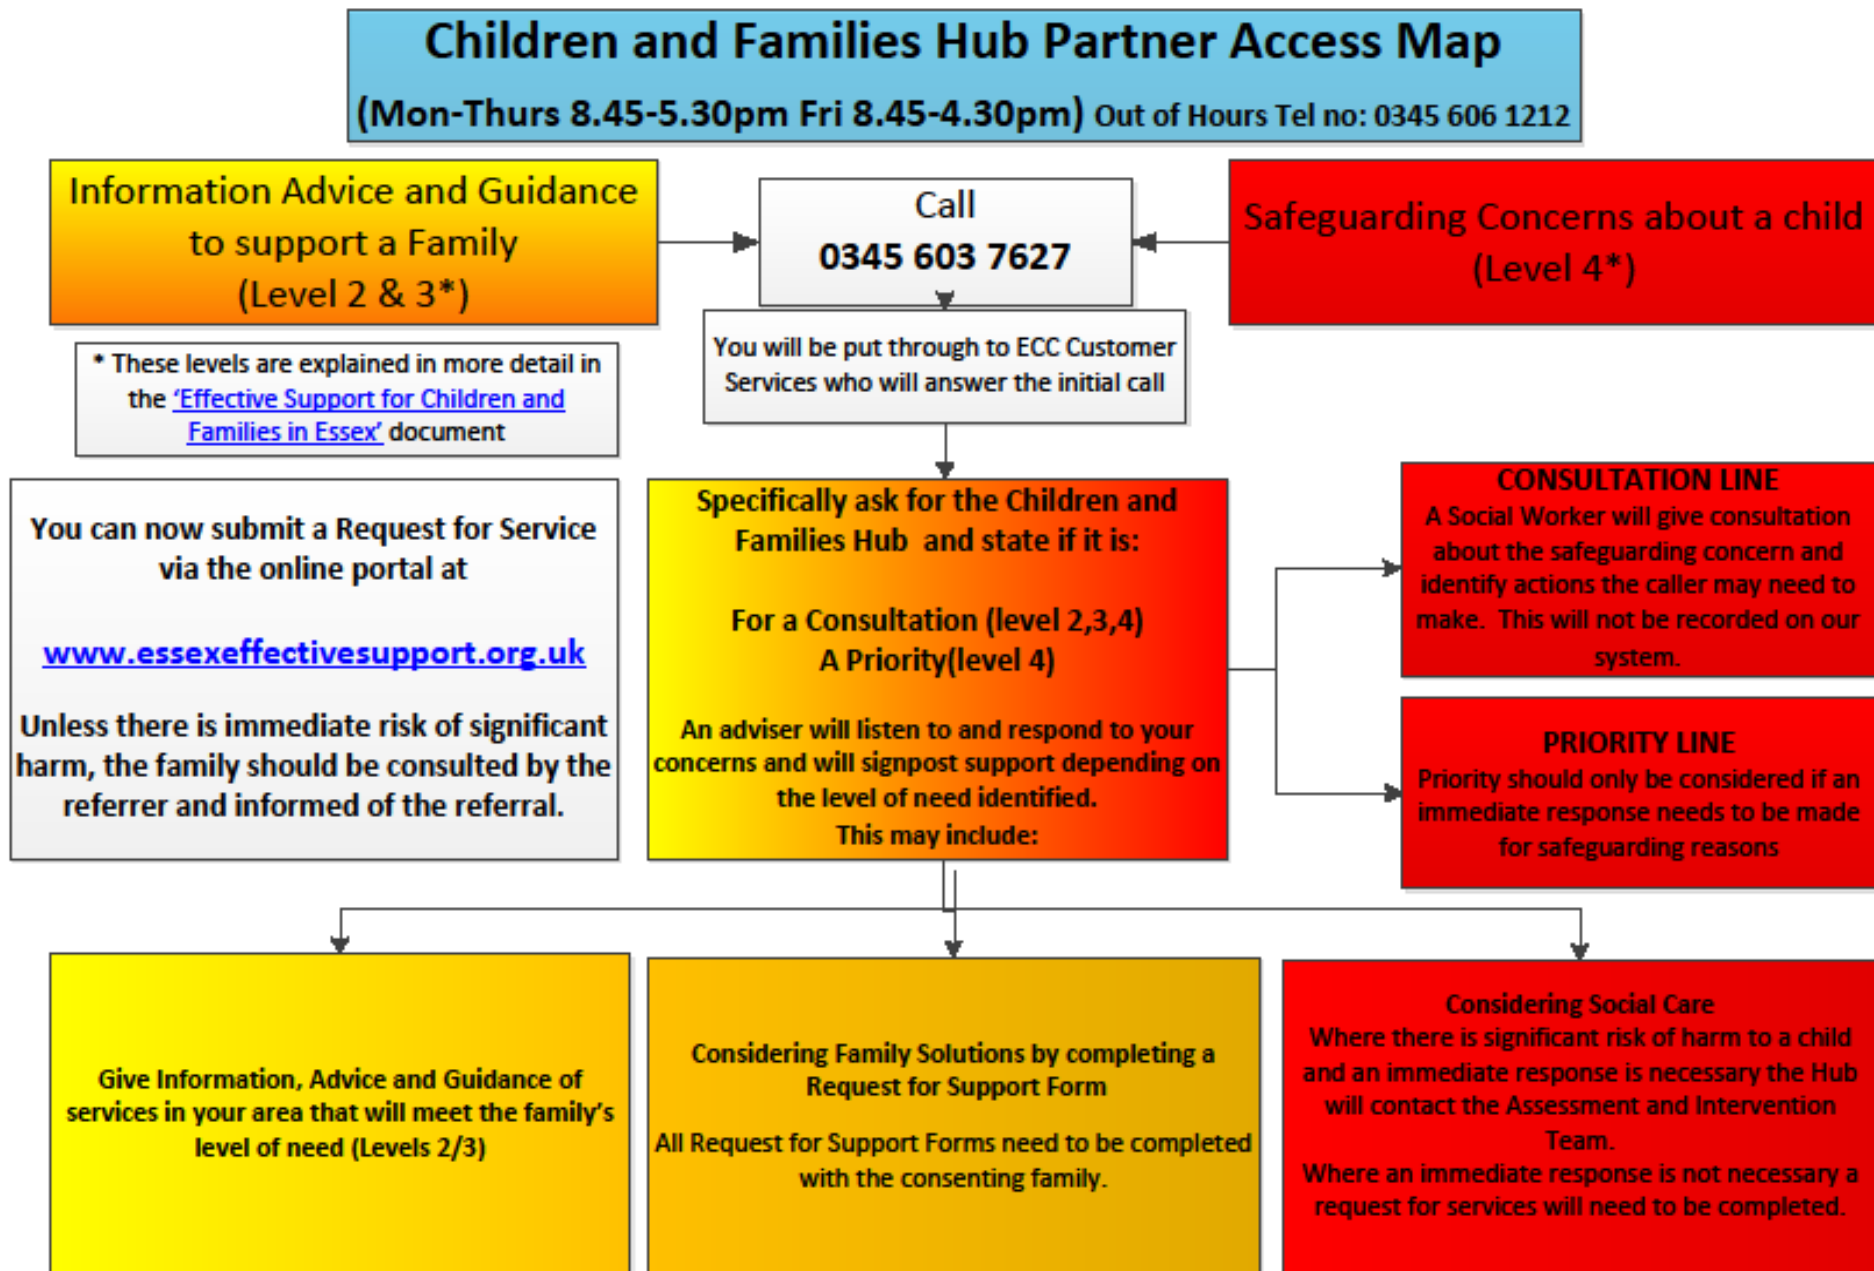 Children and Families Hub Partner Access Map
(Mon-Thurs 8.45-5.30pm Fri 8.45-4.30pm) Out of Hours Tel no: 0345 606 1212
Information Advice and Guidance
to support a Family
(Level 2 & 3*)
Call
0345 603 7627
Safeguarding Concerns about a child
(Level 4*)
* These levels are explained in more detail in
the ‘Effective Support for Children and
Families in Essex’ document
You will be put through to ECC Customer
Services who will answer the initial call
You can now submit a Request for Service
via the online portal at
www.essexeffectivesupport.org.uk
Unless there is immediate risk of significant
harm, the family should be consulted by the
referrer and informed of the referral.
Specifically ask for the Children and
Families Hub and state if it is:
For a Consultation (level 2,3,4)
A Priority(level 4)
An adviser will listen to and respond to your
concerns and will signpost support depending on
the level of need identified.
This may include:
CONSULTATION LINE
A Social Worker will give consultation
about the safeguarding concern and
identify actions the caller may need to
make. This will not be recorded on our
system.
PRIORITY LINE
Priority should only be considered if an
immediate response needs to be made
for safeguarding reasons
Give Information, Advice and Guidance of
services in your area that will meet the family’s
level of need (Levels 2/3)
Considering Family Solutions by completing a
Request for Support Form
All Request for Support Forms need to be completed
with the consenting family.
Considering Social Care
Where there is significant risk of harm to a child
and an immediate response is necessary the Hub
will contact the Assessment and Intervention
Team.
Where an immediate response is not necessary a
request for services will need to be completed.